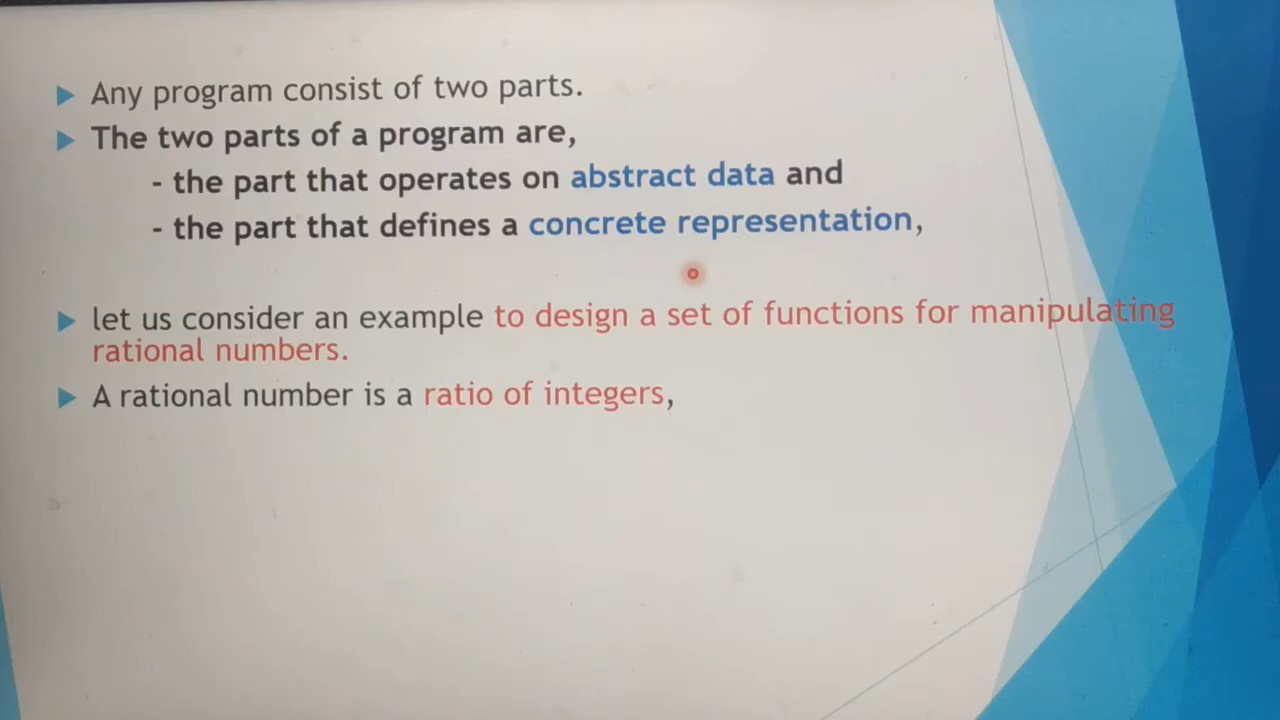 Any program consist of two parts.
The two parts of a program are,
- the part that operates on abstract data and
- the part that defines a concrete representation,
let us consider an example to design a set of functions for manipulating
rational numbers.
A rational number is a ratio of integers,